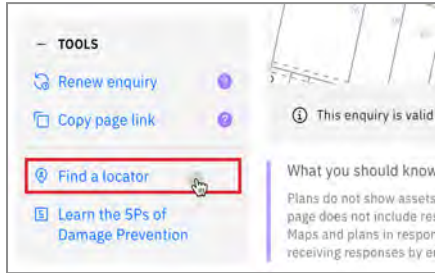 TOOLS
Renew enquiry
?
Copy page link
?
This enquiry is valid
Find a locator
What you should know
Learn the 5Ps of
Damage Prevention
Plans do not show assets
page does not include res
Maps and plans in respon
receiving responses by em